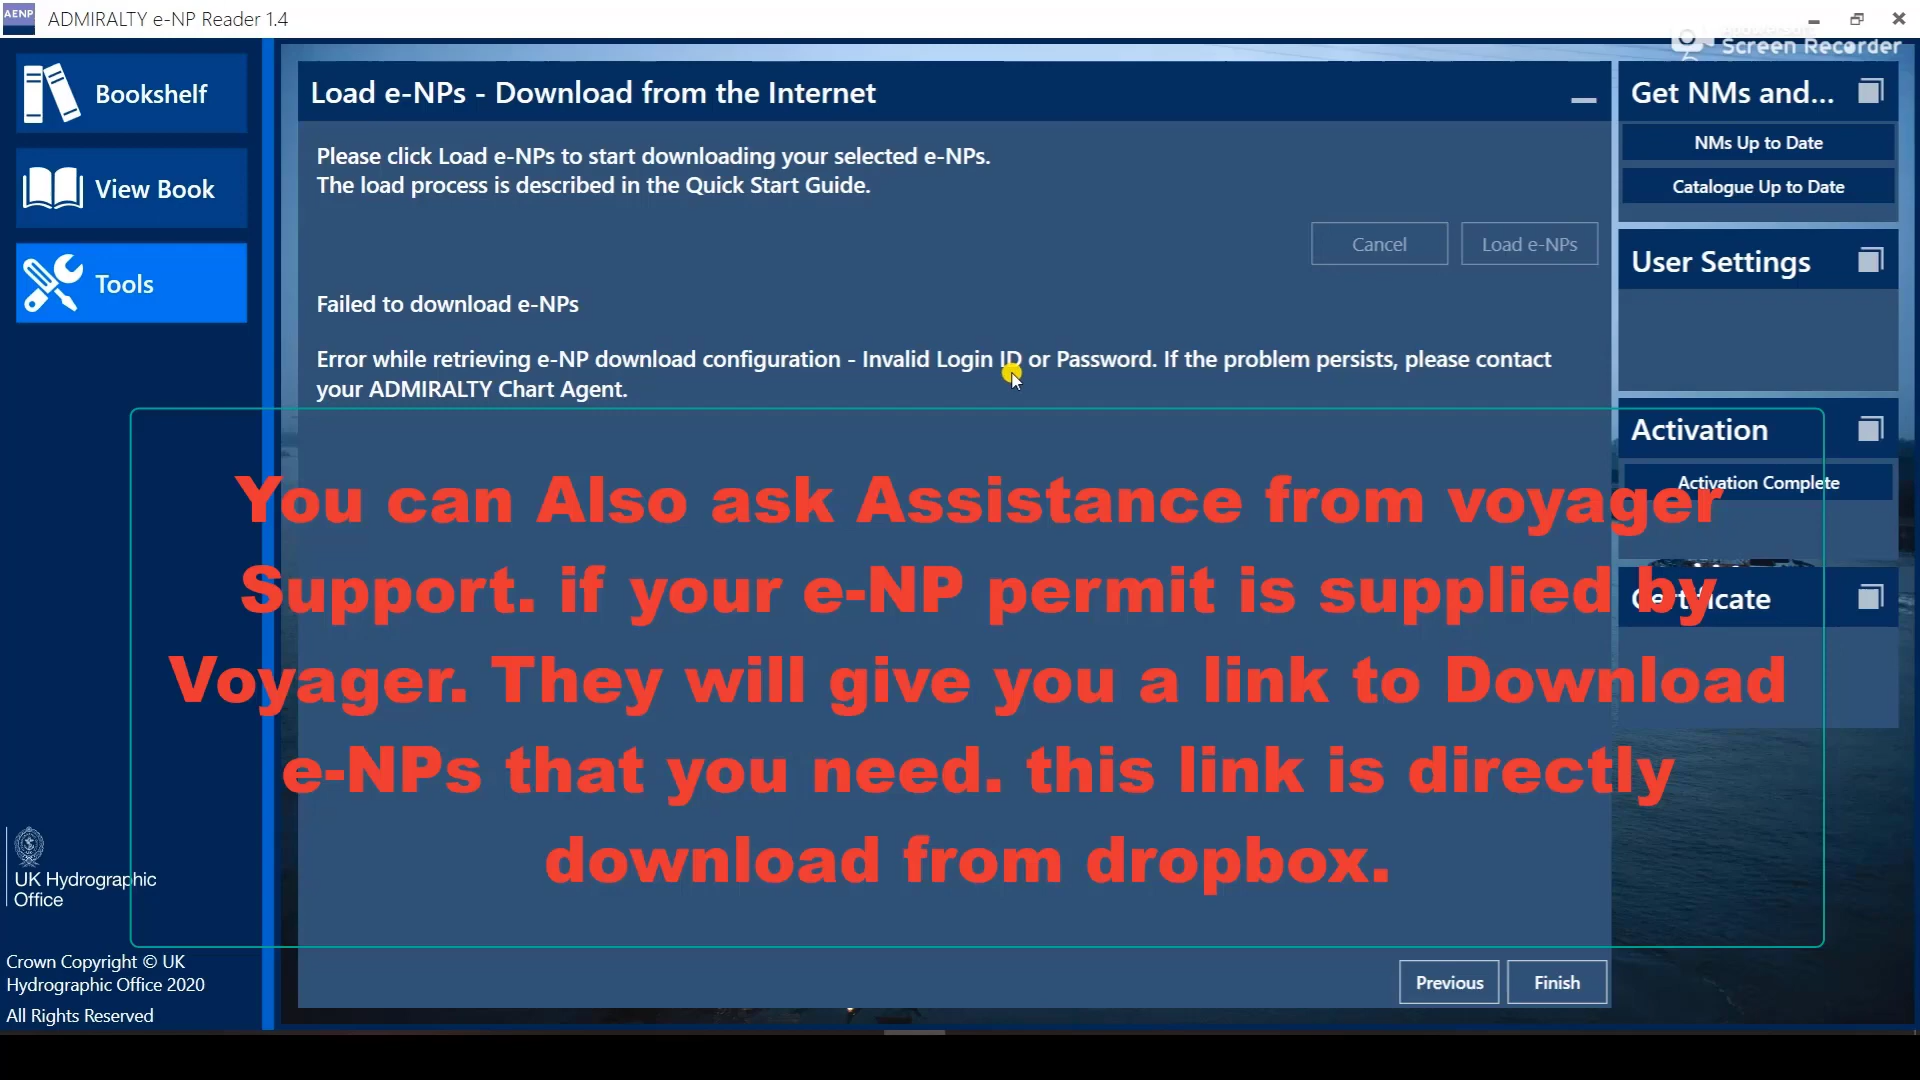 AENP
ADMIRALTY e-NP Reader 1.4
Screen Recorder
Bookshelf
View Book
Tools
Load e-NPs - Download from the Internet
Please click Load e-NPs to start downloading your selected e-NPs.
The load process is described in the Quick Start Guide.
Cancel
Load e-NPs
Failed to download e-NPs
Error while retrieving e-NP download configuration - Invalid Login ID or Password. If the problem persists, please contact
your ADMIRALTY Chart Agent.
Get NMs and...
NMs Up to Date
Catalogue Up to Date
User Settings
Activation
Activation Complete
Certificate
You can Also ask Assistance from voyager
Support. if your e-NP permit is supplied by
Voyager. They will give you a link to Download
e-NPs that you need. this link is directly
download from dropbox.
UK Hydrographic
Office
Crown Copyright © UK
Hydrographic Office 2020
All Rights Reserved
Previous
Finish